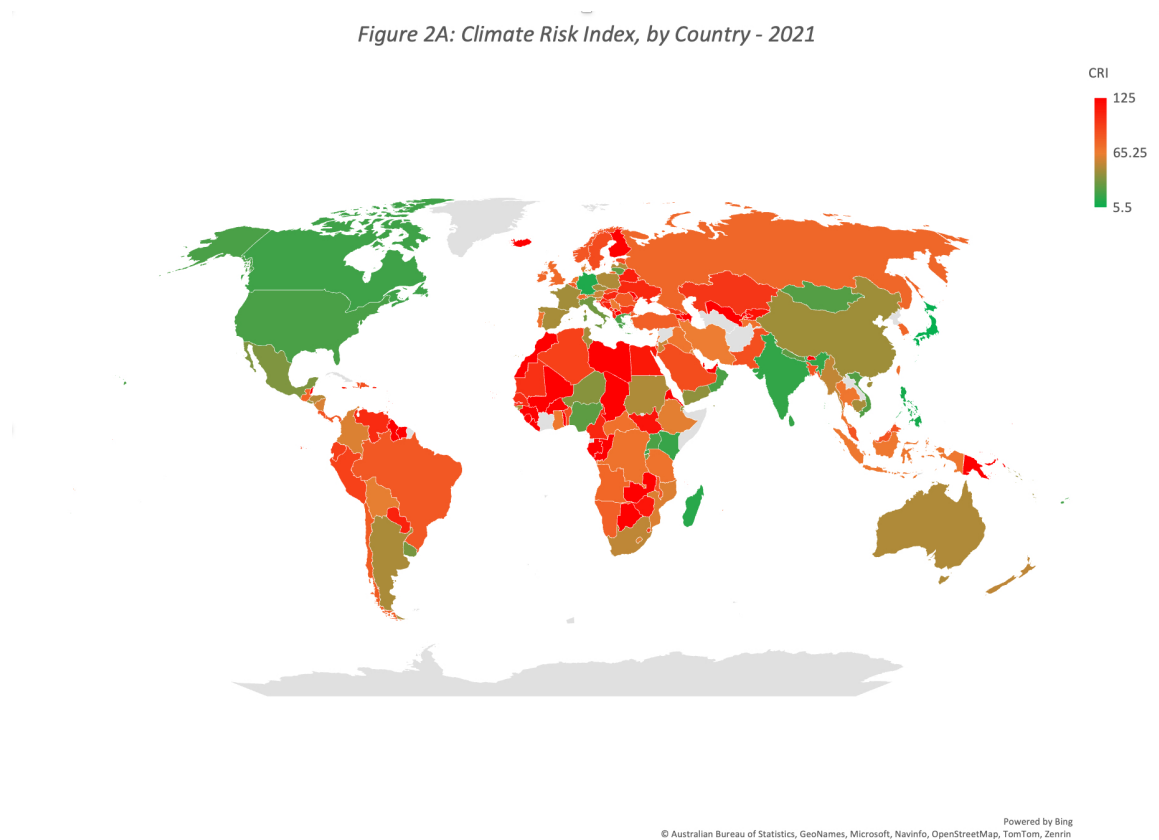 Figure 2A: Climate Risk Index, by Country - 2021
CRI
125
65.25
5.5
Powered by Bing
© Australian Bureau of Statistics, GeoNames, Microsoft, Navinfo, OpenStreetMap, TomTom, Zenrin